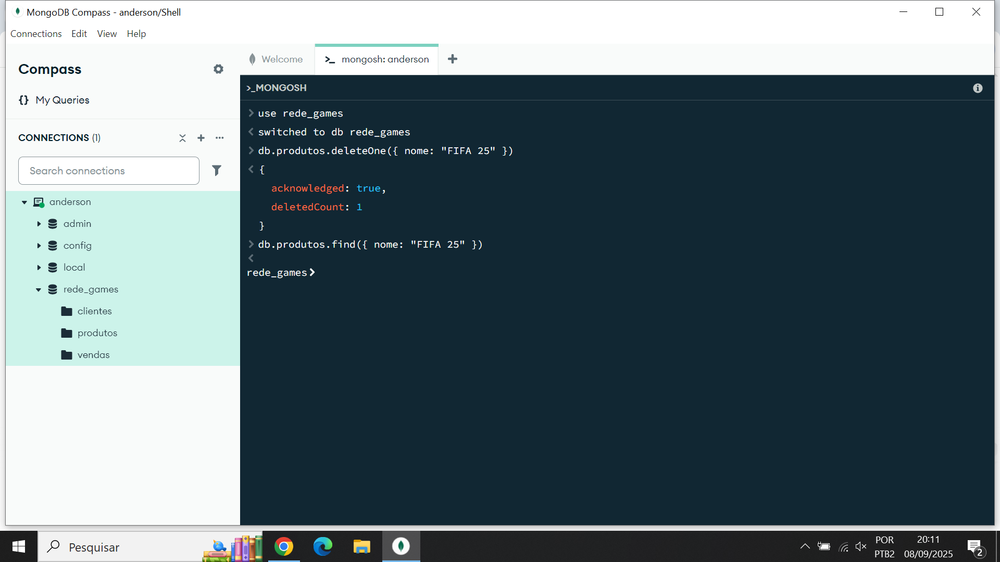 MongoDB Compass - anderson/Shell
Connections Edit View Help
Compass
My Queries
CONNECTIONS (1)
Search connections
anderson
admin
config
local
rede_games
clientes
produtos
vendas
Welcome
>_ mongosh: anderson
>_MONGOSH
> use rede_games
< switched to db rede_games
> db.produtos.deleteOne({ nome: "FIFA 25" })
< {
acknowledged: true,
deletedCount: 1
}
> db.produtos.find({ nome: "FIFA 25" })
<
rede_games>
Pesquisar
POR
PTB2
20:11
08/09/2025
2